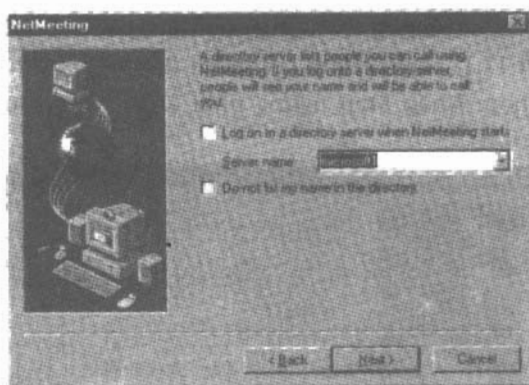 NetMeeting
A directory server lists people you can call using
NetMeeting. If you log onto a directory server,
people will see your name and will be able to call
you.
Log on to a directory server when NetMeeting starts
Server name:
Do not list my name in the directory.
< Back
Next >
Cancel